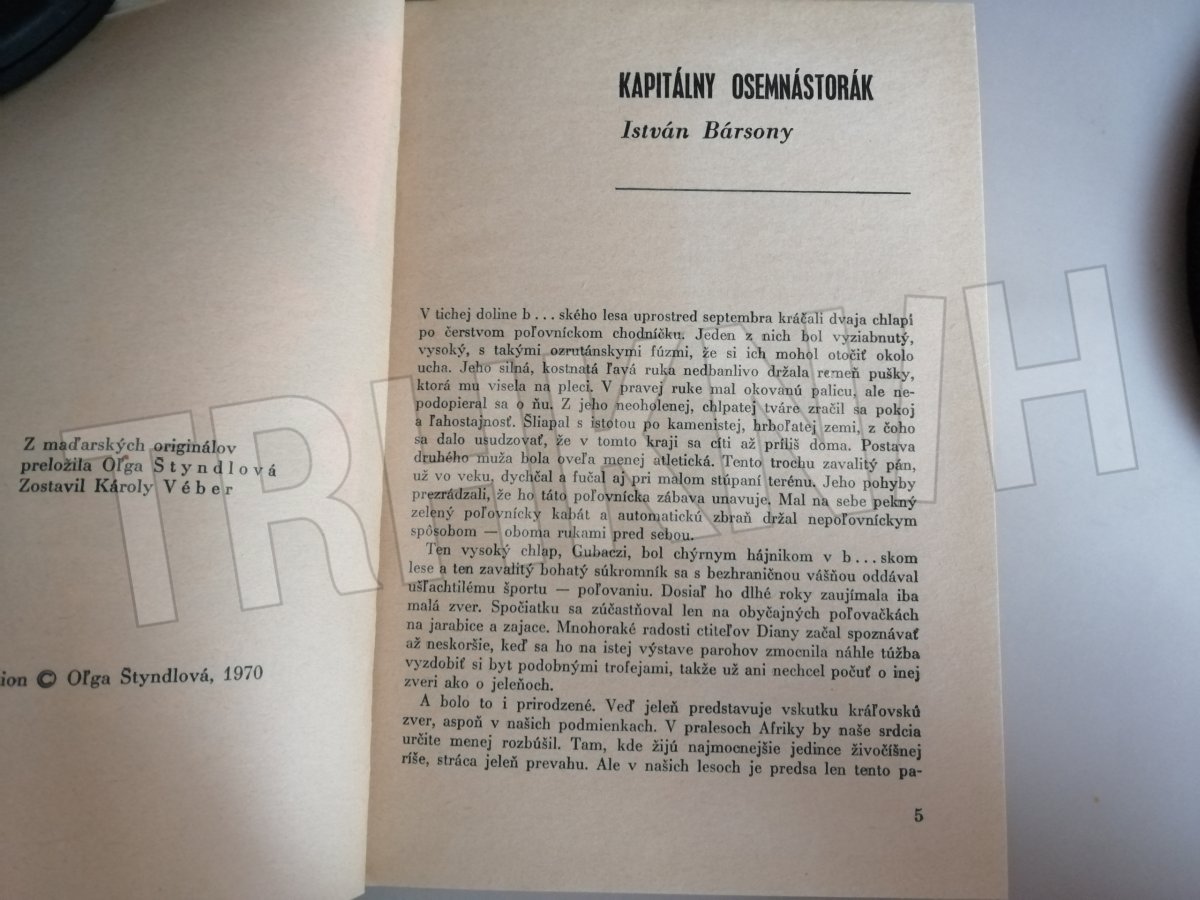 Z maďarských originálov
preložila Oľga Štyndlová
Zostavil Károly Véber
ion © Oľga Štyndlová, 1970
KAPITÁLNY OSEMNÁSTORÁK
István Bársony
V tichej doline b...ského lesa uprostred septembra kráčali dvaja chlapi
po čerstvom poľovníckom chodníčku. Jeden z nich bol vyziabnutý,
vysoký, s takými ozrutánskymi fúzmi, že si ich mohol otočiť okolo
ucha. Jeho silná, kostnatá ľavá ruka nedbanlivo držala remeň pušky,
ktorá mu visela na pleci. V pravej ruke mal okovanú palicu, ale ne-
podopieral sa o ňu. Z jeho neoholenej, chlpatej tváre zračil sa pokoj
a ľahostajnosť. Šliapal s istotou po kamenistej, hrboľatej zemi, z čoho
sa dalo usudzovať, že v tomto kraji sa cíti až príliš doma. Postava
druhého muža bola oveľa menej atletická. Tento trochu zavalitý pán,
už vo veku, dychčal a fučal aj pri malom stúpaní terénu. Jeho pohyby
prezrádzali, že ho táto poľovnícka zábava unavuje. Mal na sebe pekný
zelený poľovnícky kabát a automatickú zbraň držal nepoľovníckym
spôsobom — oboma rukami pred sebou.
Ten vysoký chlap, Gubaczi, bol chýrnym hájnikom v b...skom
lese a ten zavalitý bohatý súkromník sa s bezhraničnou vášňou oddával
ušľachtilému športu — poľovaniu. Dosiaľ ho dlhé roky zaujímala iba
malá zver. Spočiatku sa zúčastňoval len na obyčajných poľovačkách
na jarabice a zajace. Mnohoraké radosti ctiteľov Diany začal spoznávať
až neskoršie, keď sa ho na istej výstave parohov zmocnila náhle túžba
vyzdobiť si byt podobnými trofejami, takže už ani nechcel počuť o inej
zveri ako o jeleňoch.
A bolo to i prirodzené. Veď jeleň predstavuje vskutku kráľovskú
zver, aspoň v našich podmienkach. V pralesoch Afriky by naše srdcia
určite menej rozbúšil. Tam, kde žijú najmocnejšie jedince živočíšnej
ríše, stráca jeleň prevahu. Ale v našich lesoch je predsa len tento pa-
5
TRHKNIH